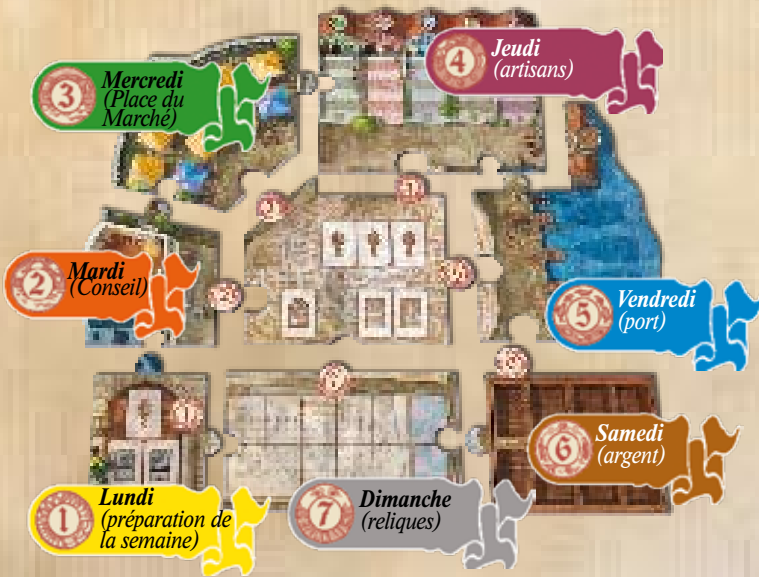 3
Mercredi
(Place du
Marché)
4
Jeudi
(artisans)
2
Mardi
(Conseil)
5
Vendredi
(port)
6
Samedi
(argent)
1
Lundi
(préparation de
la semaine)
7
Dimanche
(reliques)